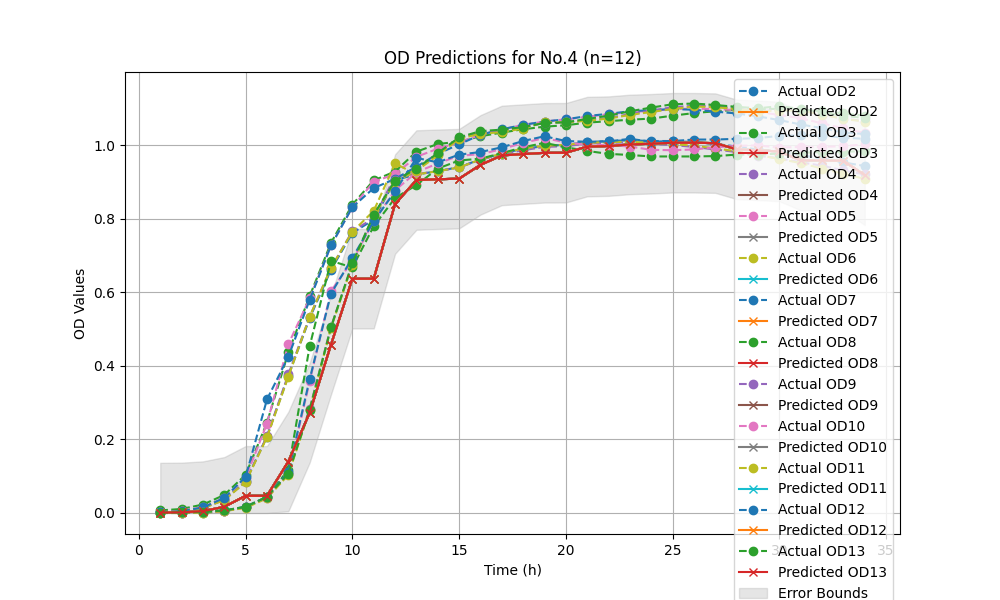 OD Predictions for No.4 (n=12)
OD Values
1.0
0.8
0.6
0.4
0.2
0.0
0
5
10
15
20
25
30
35
Time (h)
Actual OD2
Predicted OD2
Actual OD3
Predicted OD3
Actual OD4
Predicted OD4
Actual OD5
Predicted OD5
Actual OD6
Predicted OD6
Actual OD7
Predicted OD7
Actual OD8
Predicted OD8
Actual OD9
Predicted OD9
Actual OD10
Predicted OD10
Actual OD11
Predicted OD11
Actual OD12
Predicted OD12
Actual OD13
Predicted OD13
Error Bounds